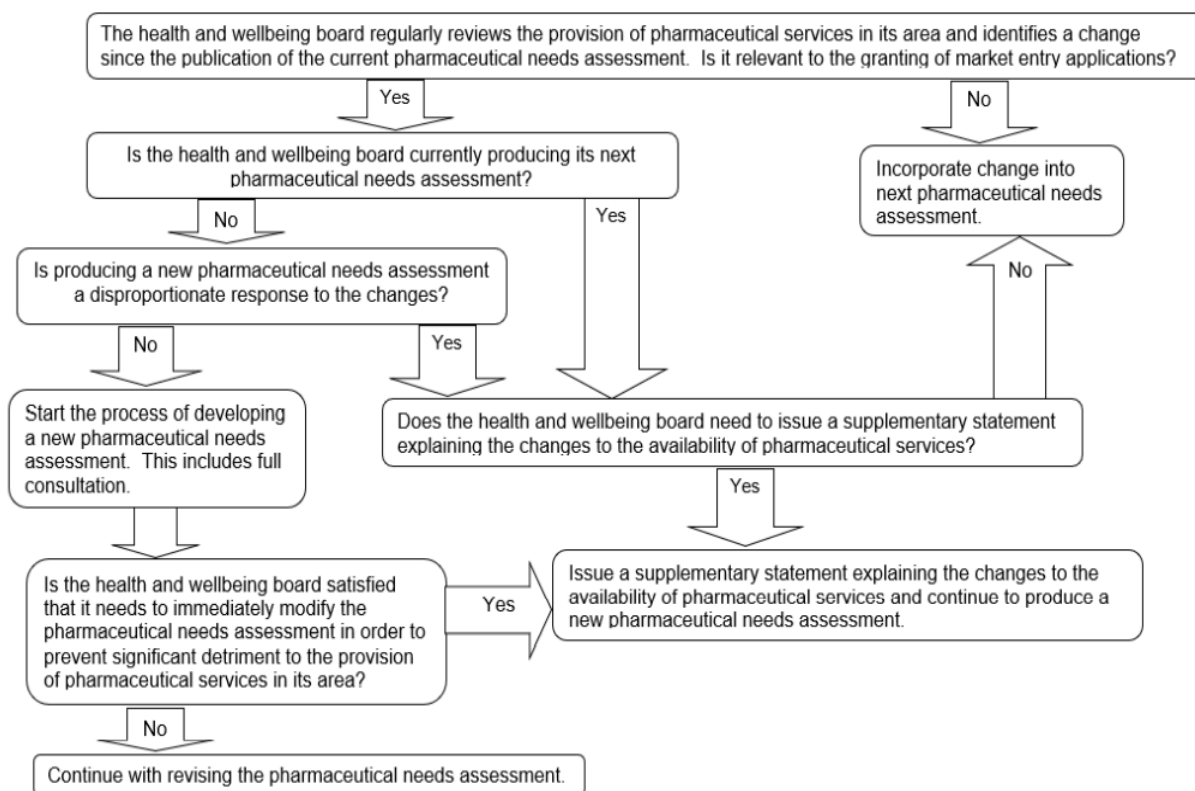 The health and wellbeing board regularly reviews the provision of pharmaceutical services in its area and identifies a change
since the publication of the current pharmaceutical needs assessment.  Is it relevant to the granting of market entry applications?
Yes
No
Is the health and wellbeing board currently producing its next
pharmaceutical needs assessment?
Incorporate change into
next pharmaceutical needs
assessment.
No
Yes
Is producing a new pharmaceutical needs assessment
a disproportionate response to the changes?
No
No
Yes
Start the process of developing
a new pharmaceutical needs
assessment.  This includes full
consultation.
Does the health and wellbeing board need to issue a supplementary statement
explaining the changes to the availability of pharmaceutical services?
Yes
Is the health and wellbeing board satisfied
that it needs to immediately modify the
pharmaceutical needs assessment in order to
prevent significant detriment to the provision
of pharmaceutical services in its area?
Yes
Issue a supplementary statement explaining the changes to the
availability of pharmaceutical services and continue to produce a
new pharmaceutical needs assessment.
No
Continue with revising the pharmaceutical needs assessment.